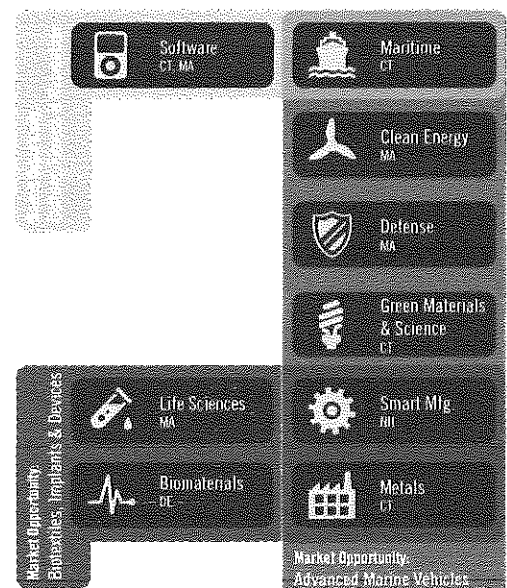 Software
CT, MA
Maritime
CT
Clean Energy
MA
Defense
MA
Green Materials
& Science
CT
Life Sciences
MA
Smart Mfg
NH
Biomaterials
DE
Metals
CT
Market Opportunity:
Biotextiles, Implants & Devices
Market Opportunity:
Advanced Marine Vehicles